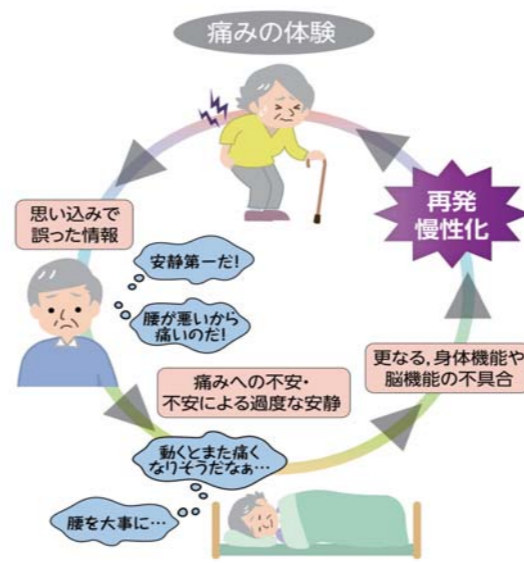 痛みの体験
思い込みで
誤った情報
安静第一だ!
腰が悪いから
痛いのだ!
痛みへの不安・
不安による過度な安静
動くとまた痛く
なりそうだなぁ…
腰を大事に…
更なる,身体機能や
脳機能の不具合
再発
慢性化